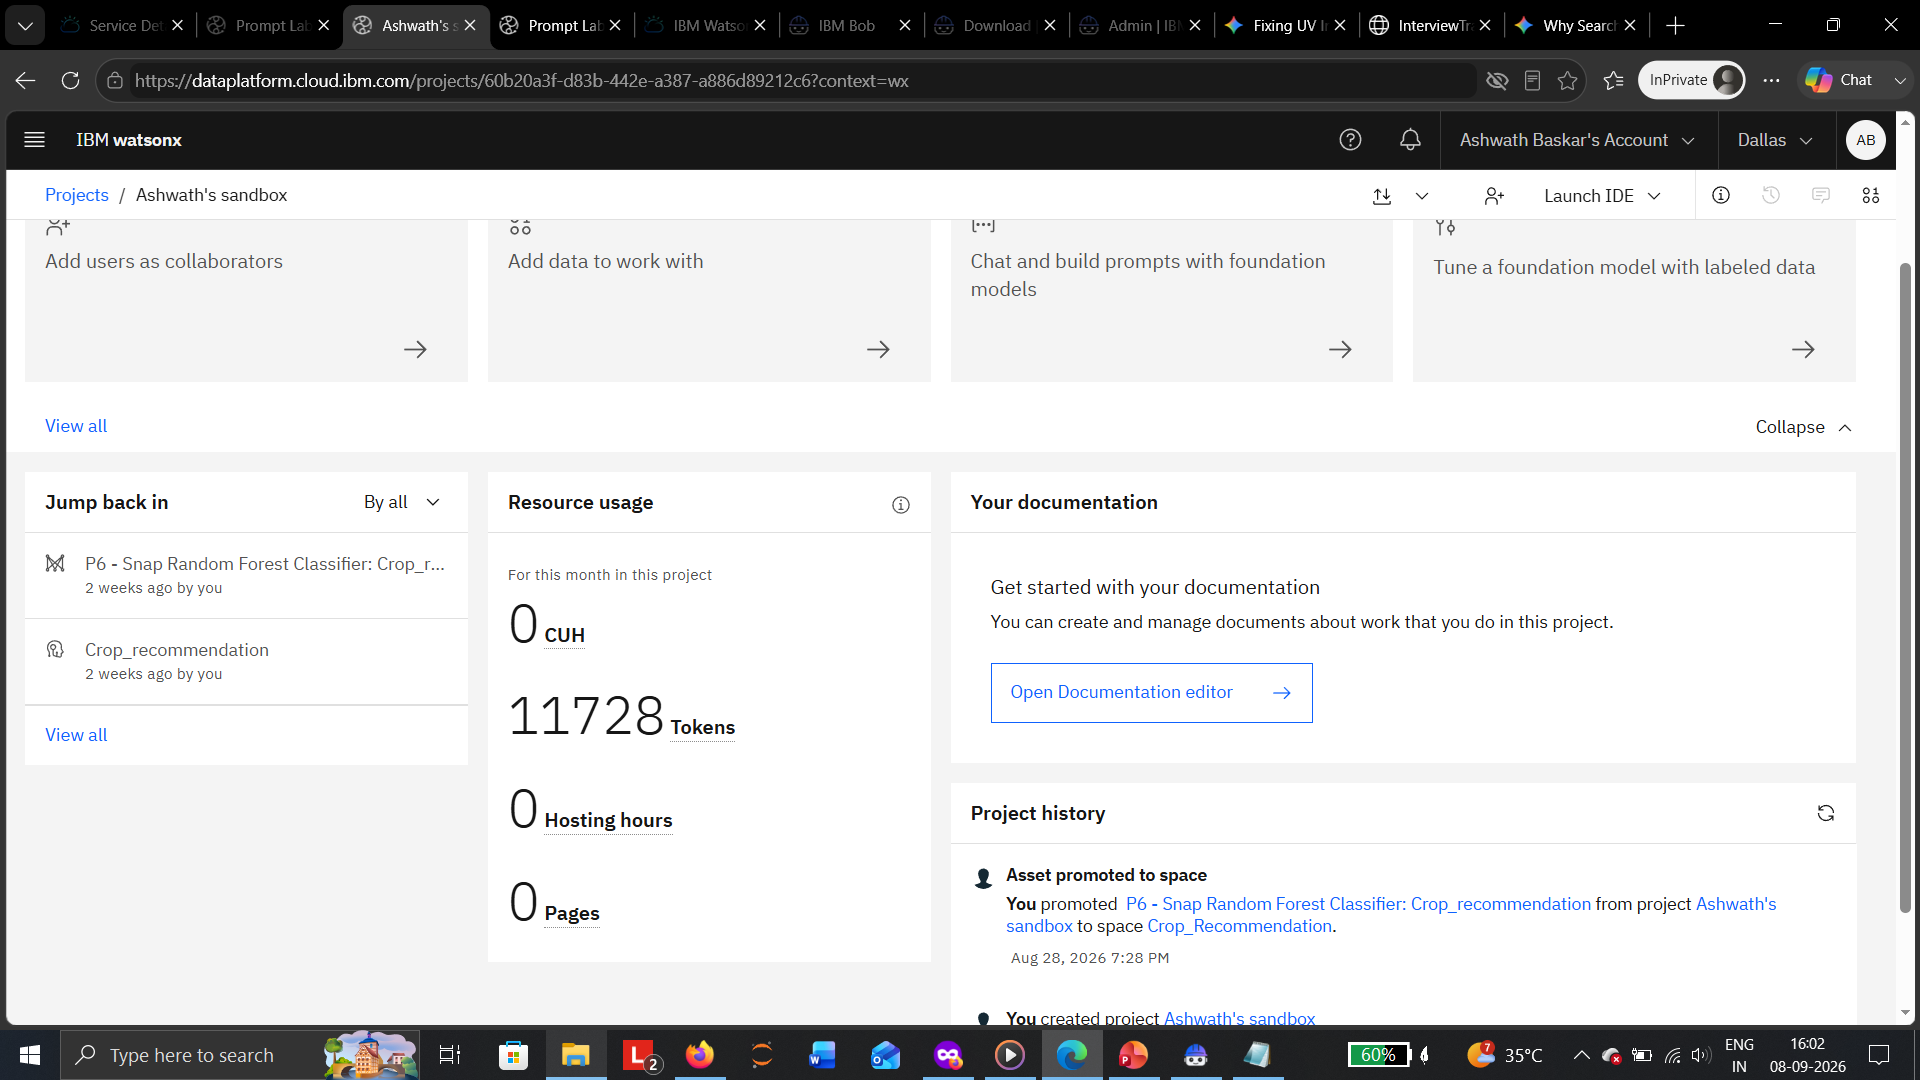 Service Det
Prompt Lab
Ashwath's s
Prompt Lab
IBM Watso
IBM Bob
Download
Admin | IB
Fixing UV I
InterviewTr
Why Search
https://dataplatform.cloud.ibm.com/projects/60b20a3f-d83b-442e-a387-a886d89212c6?context=wx
InPrivate
Chat
IBM watsonx
Ashwath Baskar's Account
Dallas
AB
Projects / Ashwath's sandbox
Launch IDE
Add users as collaborators
Add data to work with
Chat and build prompts with foundation
models
Tune a foundation model with labeled data
View all
Collapse
Jump back in
By all
P6 - Snap Random Forest Classifier: Crop_r...
2 weeks ago by you
Crop_recommendation
2 weeks ago by you
View all
Resource usage
For this month in this project
0 CUH
11728 Tokens
0 Hosting hours
0 Pages
Your documentation
Get started with your documentation
You can create and manage documents about work that you do in this project.
Open Documentation editor
Project history
Asset promoted to space
You promoted P6 - Snap Random Forest Classifier: Crop_recommendation from project Ashwath's
sandbox to space Crop_Recommendation.
Aug 28, 2026 7:28 PM
You created project Ashwath's sandbox
Type here to search
L 2
60%
7
35°C
ENG
IN
16:02
08-09-2026